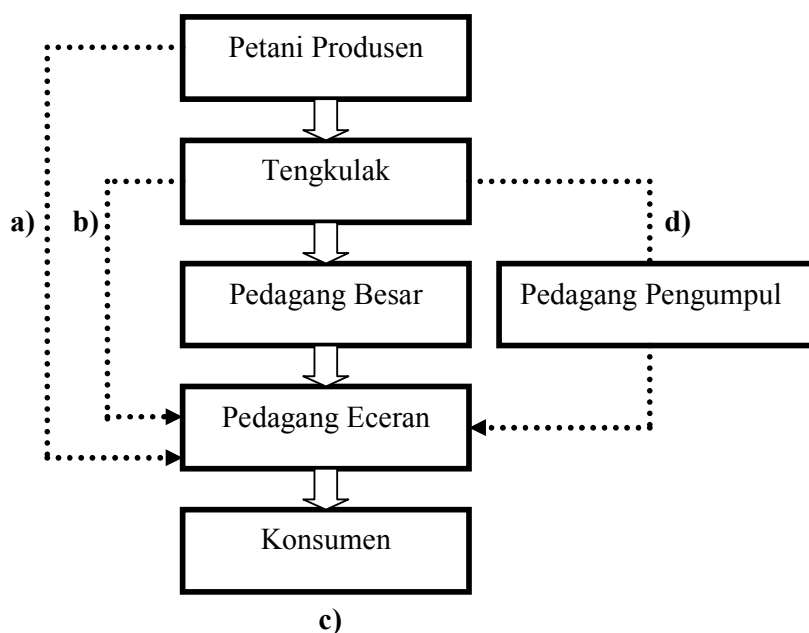 Petani Produsen
Tengkulak
a)
b)
d)
Pedagang Besar
Pedagang Pengumpul
Pedagang Eceran
Konsumen
c)